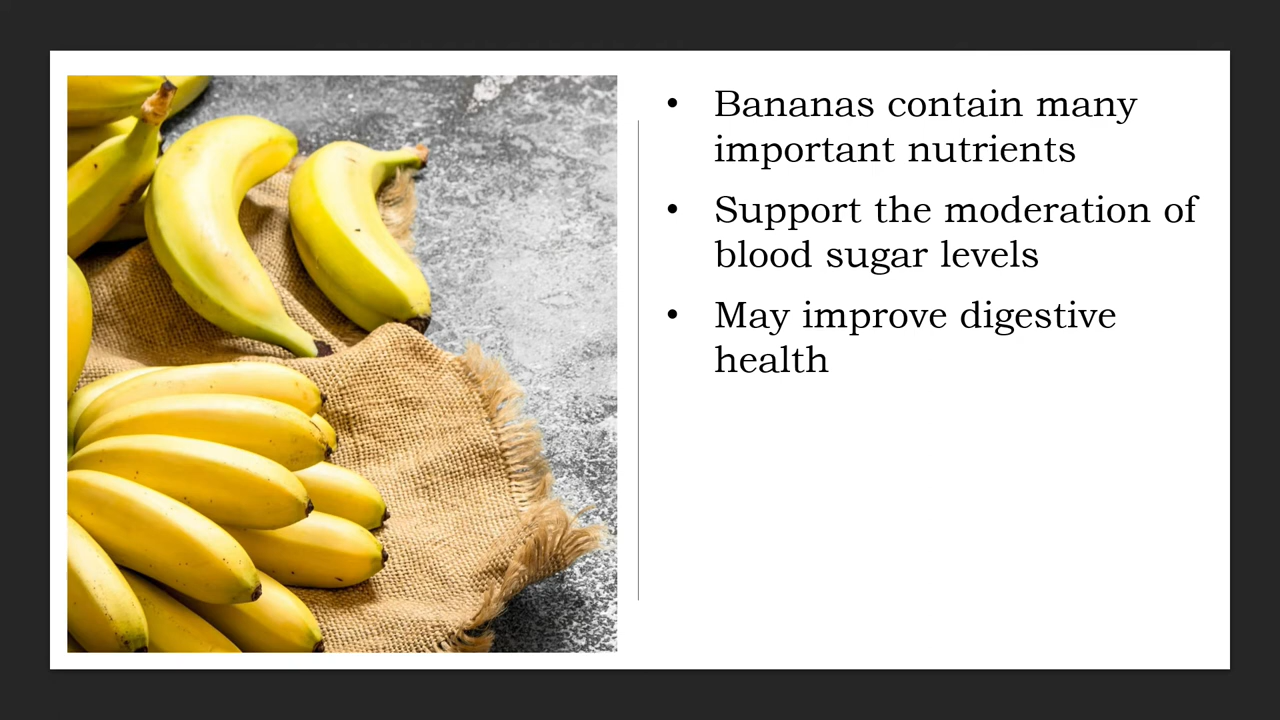 • Bananas contain many
important nutrients
• Support the moderation of
blood sugar levels
• May improve digestive
health